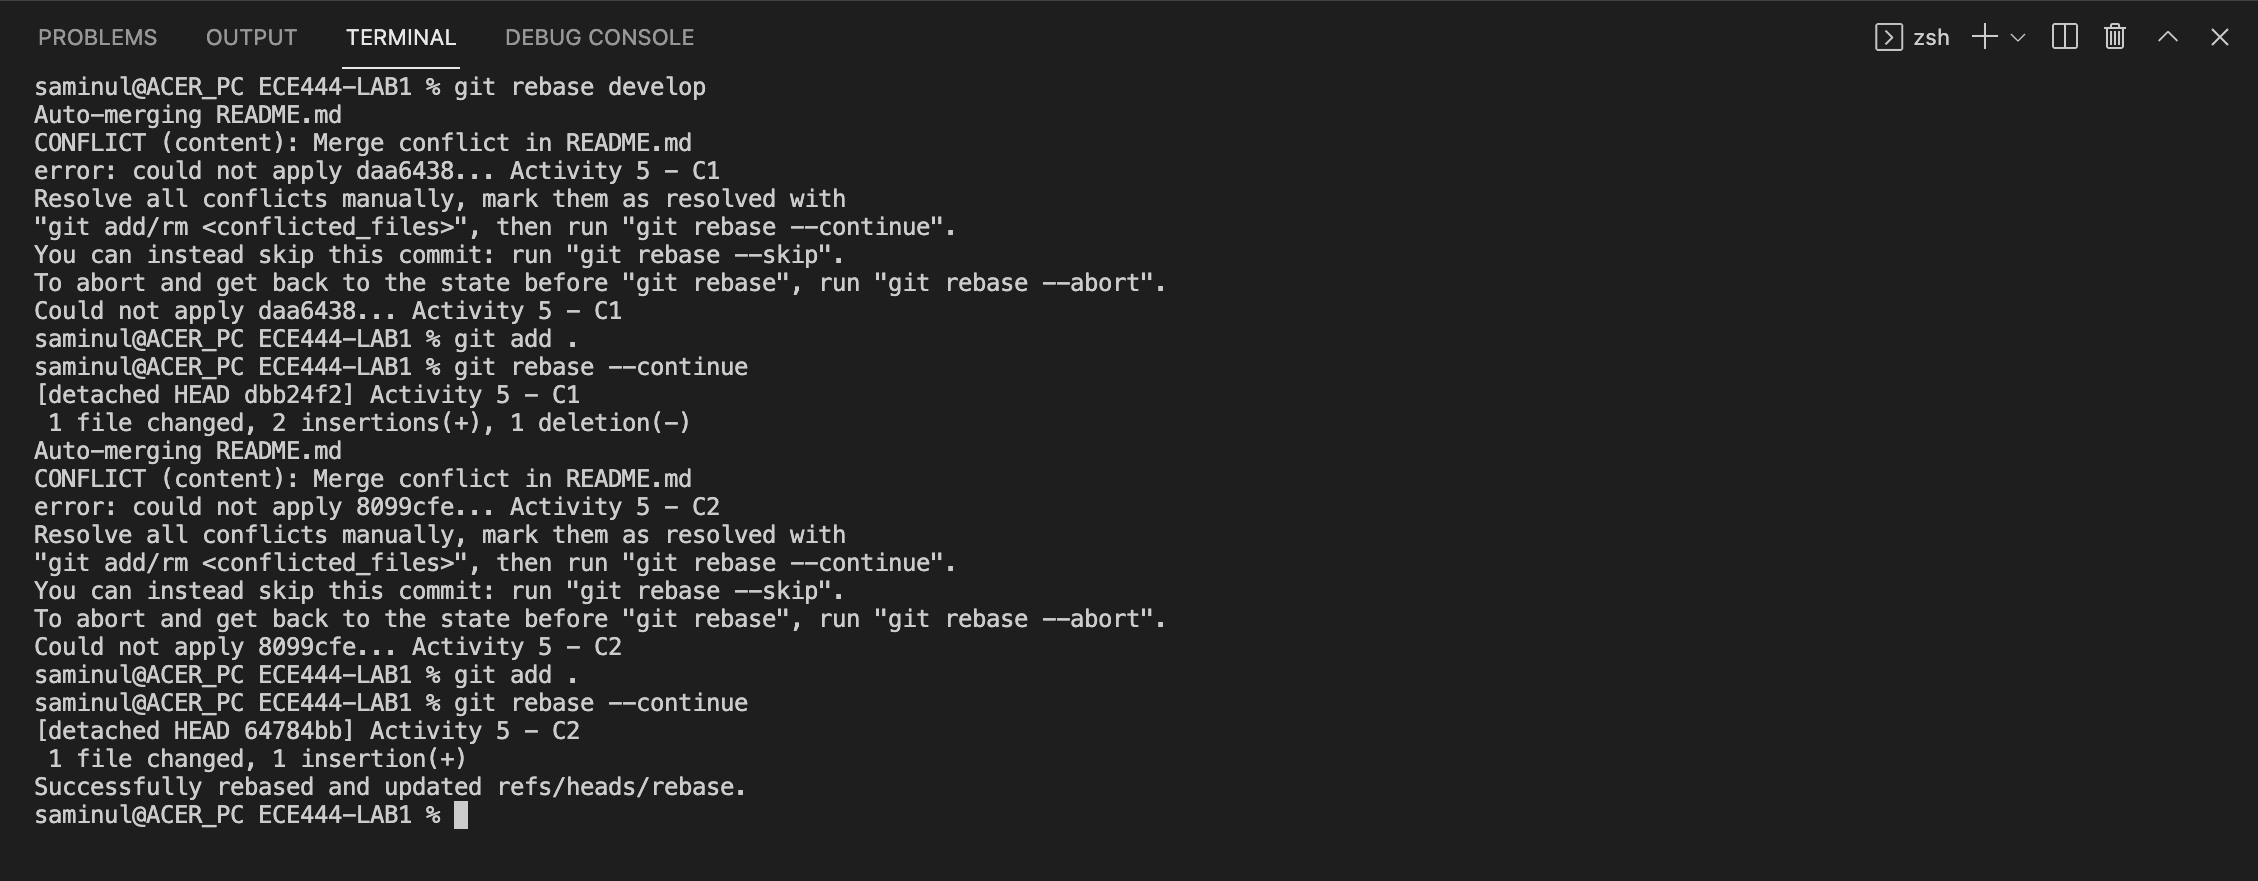 PROBLEMS OUTPUT TERMINAL DEBUG CONSOLE zsh
saminul@ACER_PC ECE444-LAB1 % git rebase develop
Auto-merging README.md
CONFLICT (content): Merge conflict in README.md
error: could not apply daa6438... Activity 5 - C1
Resolve all conflicts manually, mark them as resolved with
"git add/rm <conflicted_files>", then run "git rebase --continue".
You can instead skip this commit: run "git rebase --skip".
To abort and get back to the state before "git rebase", run "git rebase --abort".
Could not apply daa6438... Activity 5 - C1
saminul@ACER_PC ECE444-LAB1 % git add .
saminul@ACER_PC ECE444-LAB1 % git rebase --continue
[detached HEAD dbb24f2] Activity 5 - C1
 1 file changed, 2 insertions(+), 1 deletion(-)
Auto-merging README.md
CONFLICT (content): Merge conflict in README.md
error: could not apply 8099cfe... Activity 5 - C2
Resolve all conflicts manually, mark them as resolved with
"git add/rm <conflicted_files>", then run "git rebase --continue".
You can instead skip this commit: run "git rebase --skip".
To abort and get back to the state before "git rebase", run "git rebase --abort".
Could not apply 8099cfe... Activity 5 - C2
saminul@ACER_PC ECE444-LAB1 % git add .
saminul@ACER_PC ECE444-LAB1 % git rebase --continue
[detached HEAD 64784bb] Activity 5 - C2
 1 file changed, 1 insertion(+)
Successfully rebased and updated refs/heads/rebase.
saminul@ACER_PC ECE444-LAB1 %